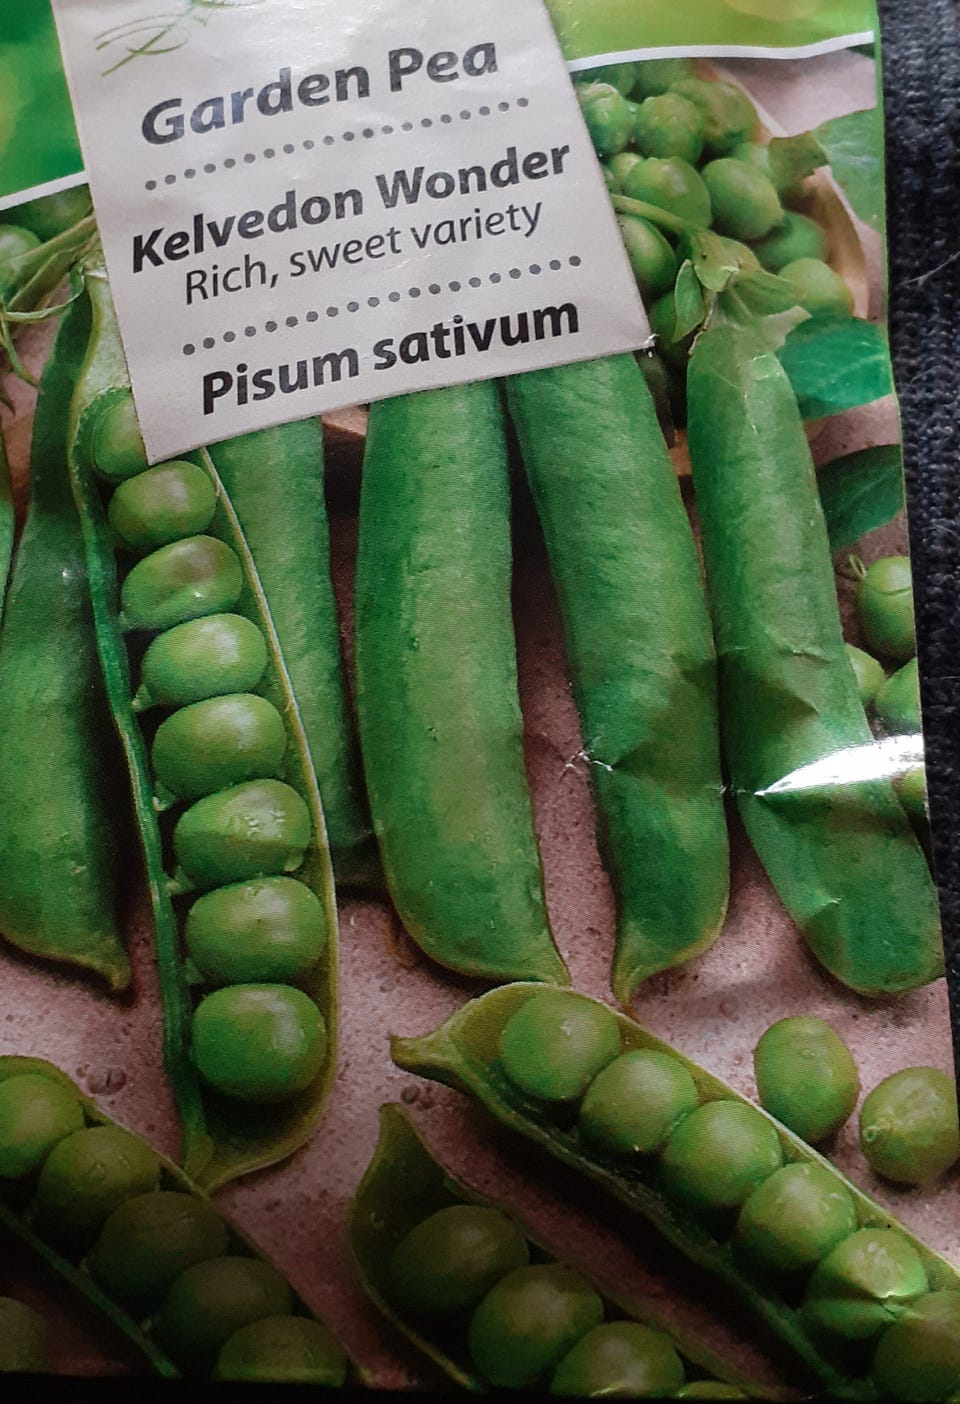 Garden Pea
Kelvedon Wonder
Rich, sweet variety
Pisum sativum